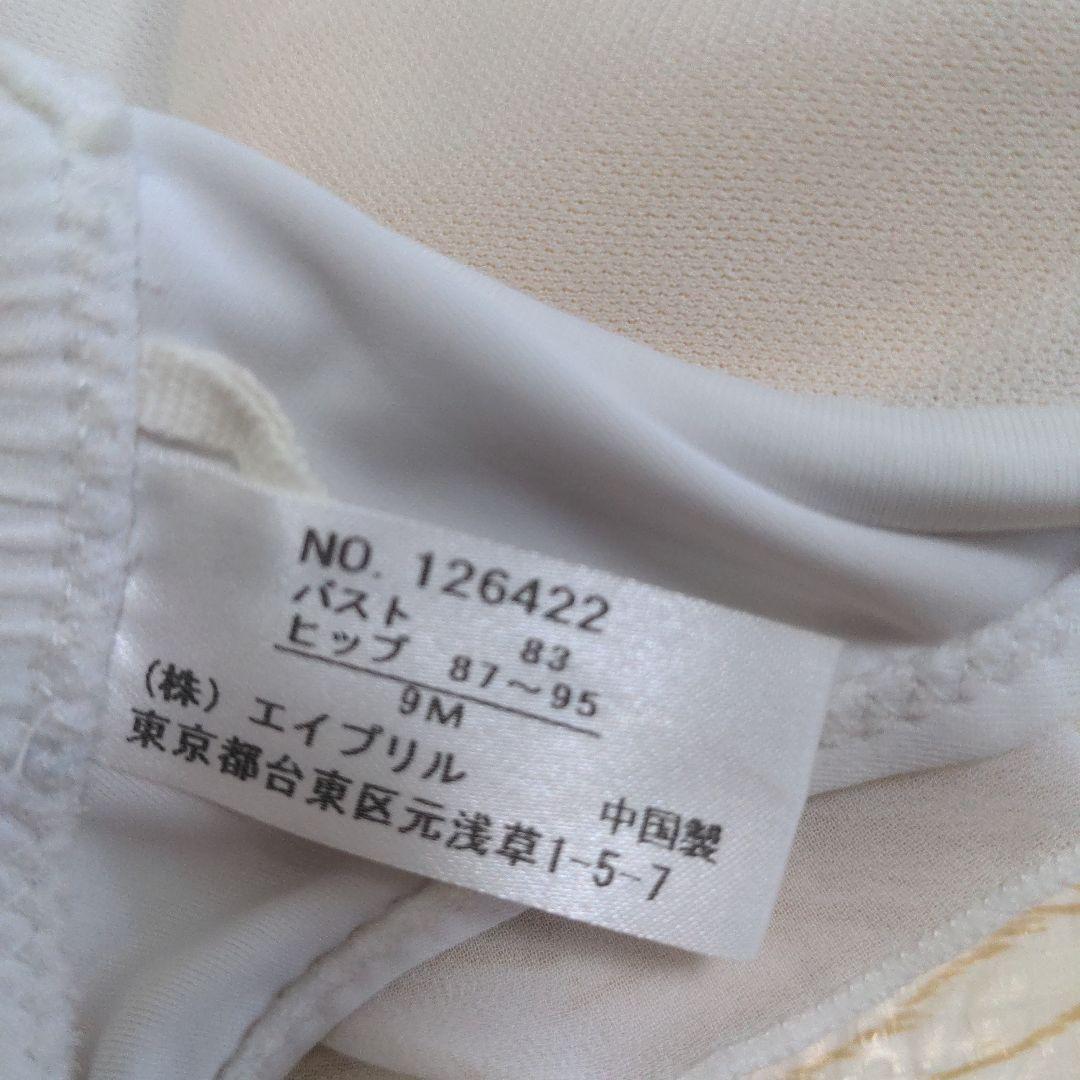 NO. 126422
バスト 83
ヒップ 87〜95
9M
(株) エイプリル
東京都台東区元浅草1-5-7
中国製